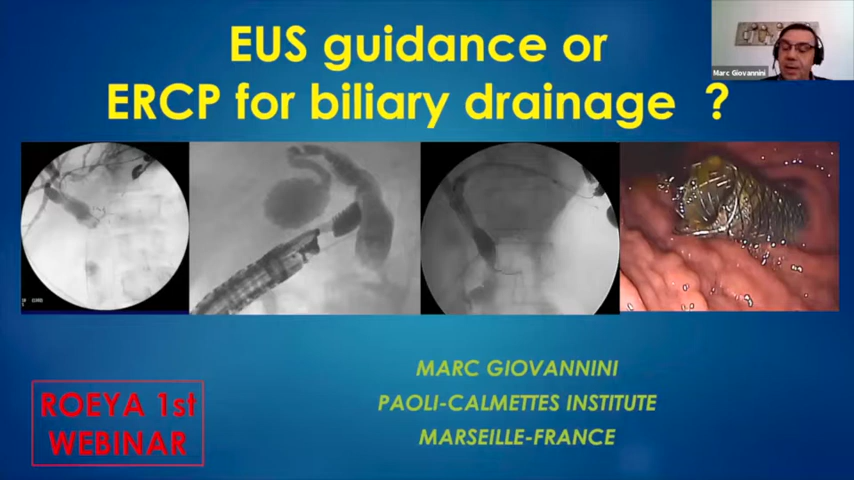 EUS guidance or
ERCP for biliary drainage ?
Marc Giovannini
MARC GIOVANNINI
PAOLI-CALMETTES INSTITUTE
MARSEILLE-FRANCE
ROEYA 1st
WEBINAR